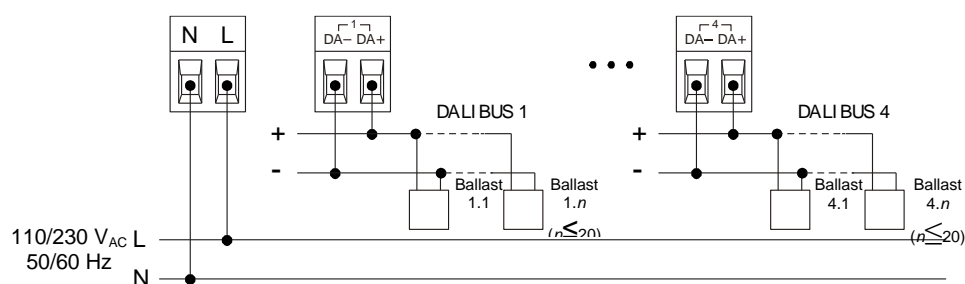 N L
1
DA– DA+
4
DA– DA+
• • •
DALI BUS 1
DALI BUS 4
+
+
-
-
Ballast
1.1
Ballast
1.n
(n≤20)
Ballast
4.1
Ballast
4.n
(n≤20)
110/230 VAC L
50/60 Hz
N